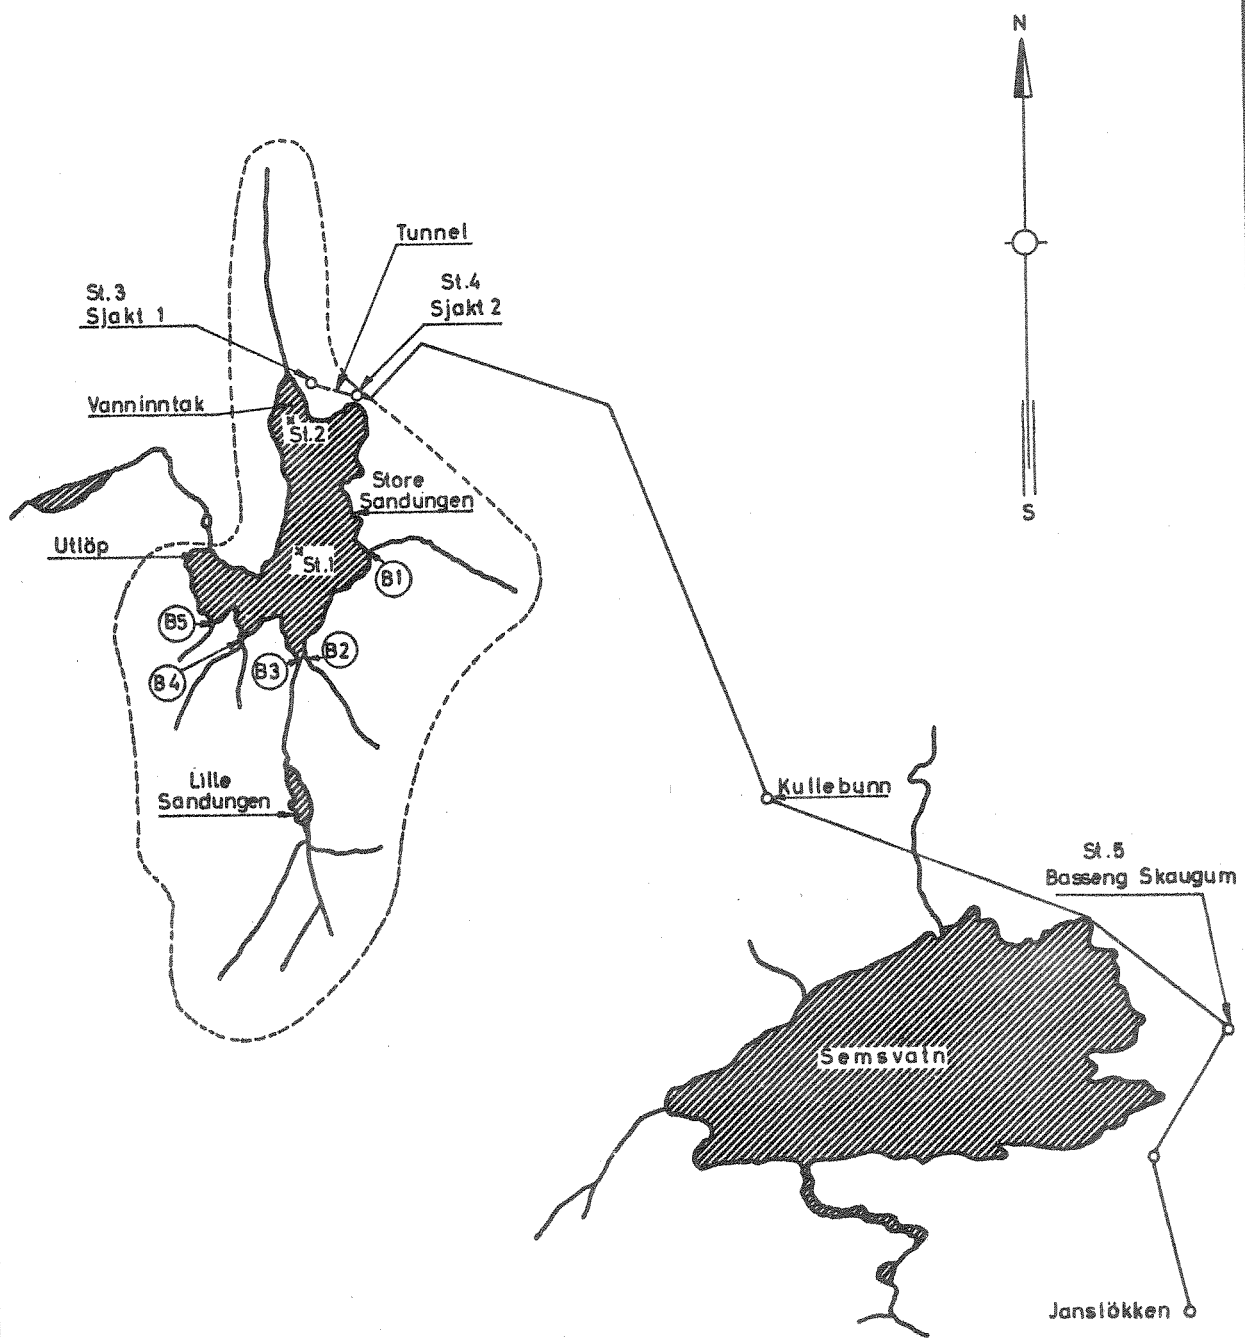 N
Tunnel
St.3
Sjakt 1
St.4
Sjakt 2
Vanninntak
St.2
Store
Sandungen
Utlöp
St.1
B1
B5
B2
B3
B4
Lille
Sandungen
S
Kullebunn
St.5
Basseng Skaugum
Semsvatn
Janslökken